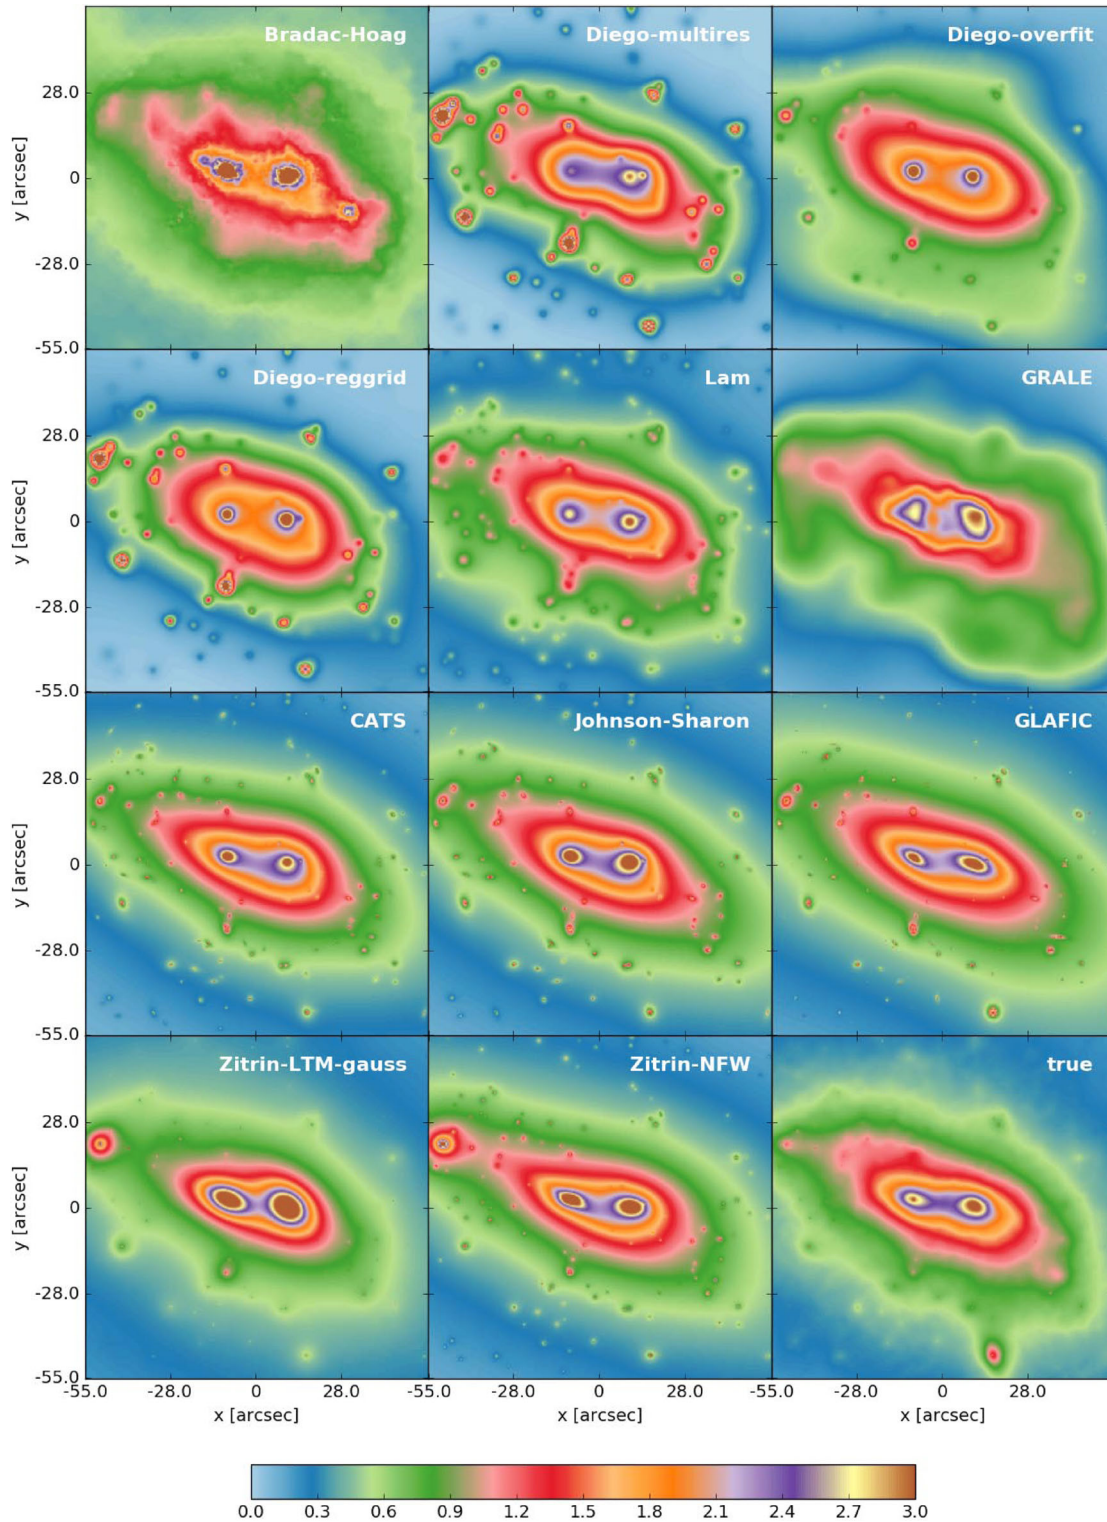 Bradac-Hoag Diego-multires Diego-overfit
28.0
0
-28.0
-55.0
y [arcsec]
Diego-reggrid Lam GRALE
28.0
0
-28.0
-55.0
y [arcsec]
CATS Johnson-Sharon GLAFIC
28.0
0
-28.0
-55.0
y [arcsec]
Zitrin-LTM-gauss Zitrin-NFW true
28.0
0
-28.0
-55.0
y [arcsec]
-55.0 -28.0 0 28.0 -55.0 -28.0 0 28.0 -55.0 -28.0 0 28.0
x [arcsec] x [arcsec] x [arcsec]
0.0 0.3 0.6 0.9 1.2 1.5 1.8 2.1 2.4 2.7 3.0